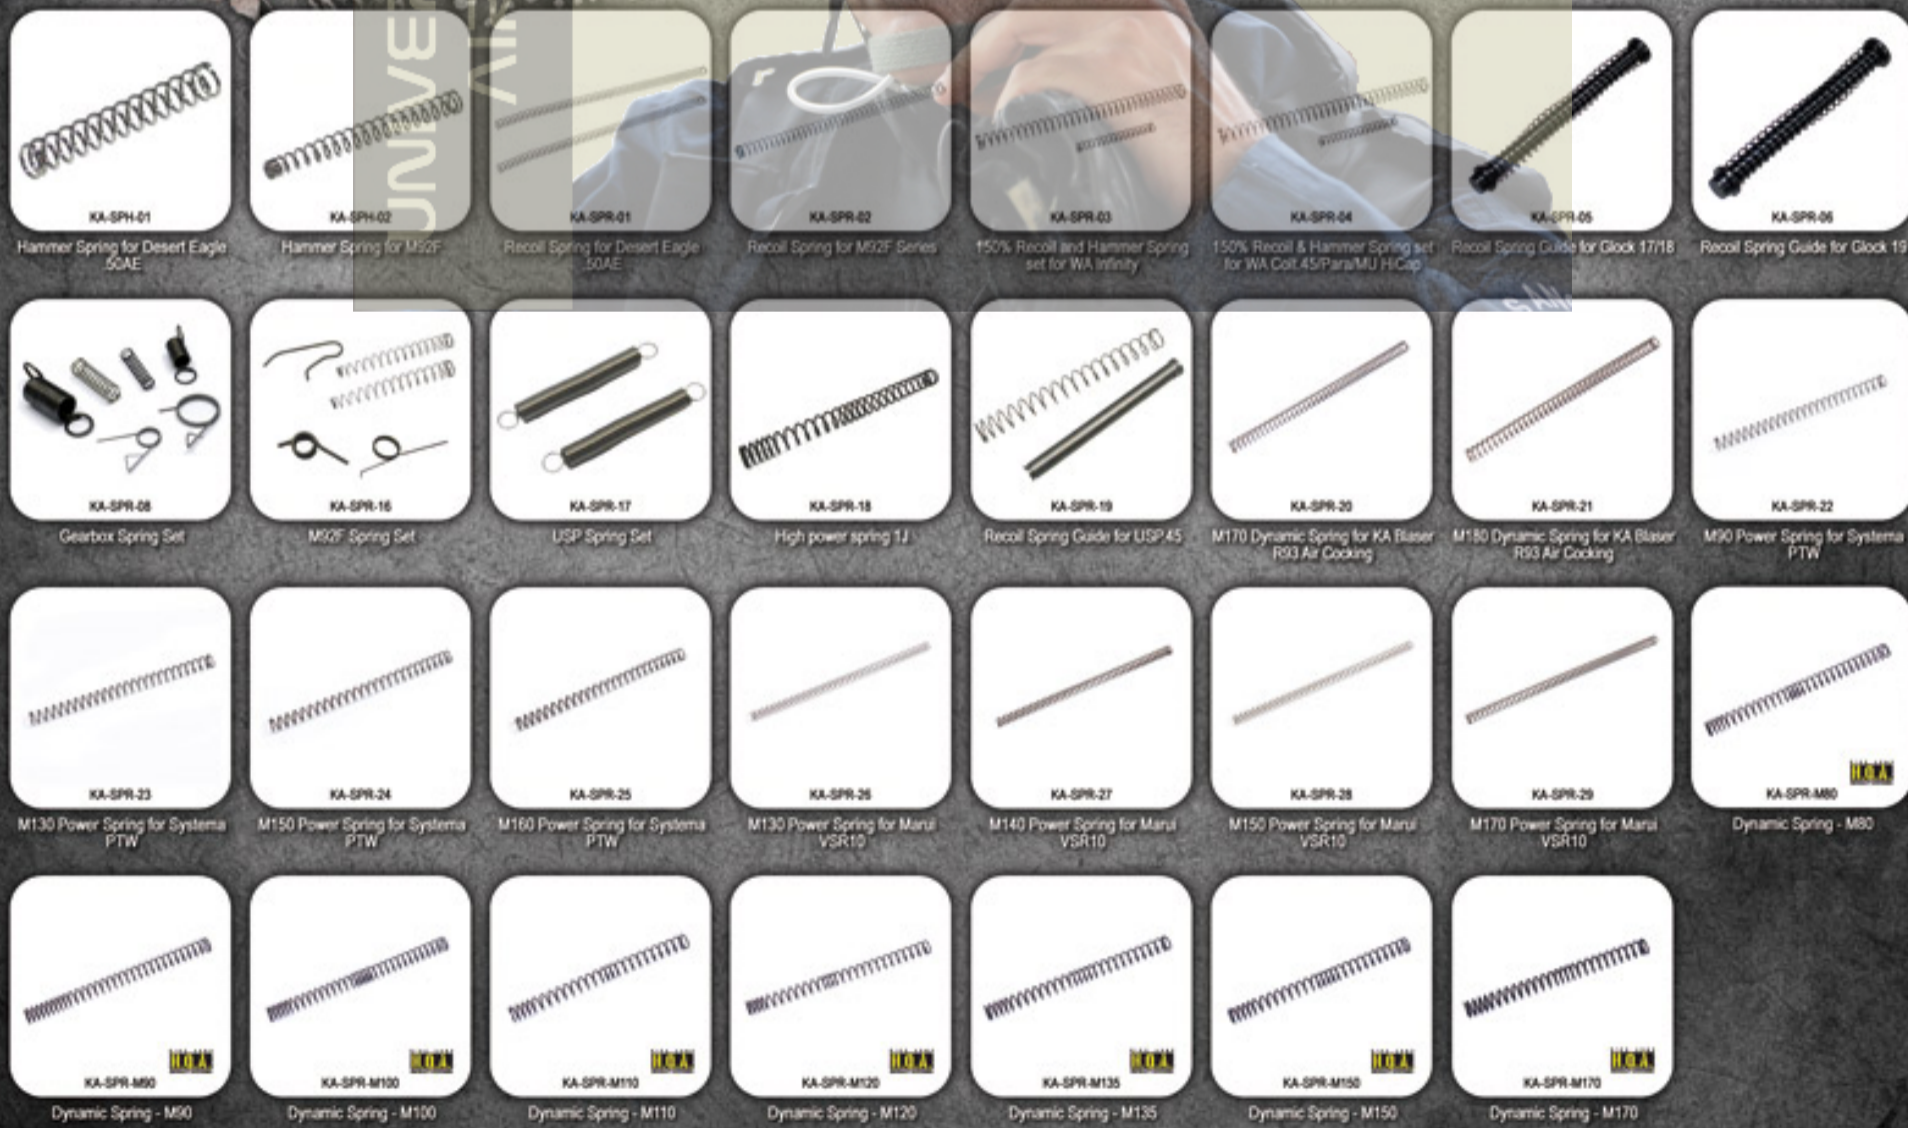 UNIVE
AIR
KA-SPH-01
Hammer Spring for Desert Eagle
.50AE
KA-SPH-02
Hammer Spring for M92F
KA-SPR-01
Recoil Spring for Desert Eagle
.50AE
KA-SPR-02
Recoil Spring for M92F Series
KA-SPR-03
150% Recoil and Hammer Spring
set for WA Infinity
KA-SPR-04
150% Recoil & Hammer Spring set
for WA Colt.45/Para/MU HiCap
KA-SPR-05
Recoil Spring Guide for Glock 17/18
KA-SPR-06
Recoil Spring Guide for Glock 19
KA-SPR-08
Gearbox Spring Set
KA-SPR-16
M92F Spring Set
KA-SPR-17
USP Spring Set
KA-SPR-18
High power spring 1J
KA-SPR-19
Recoil Spring Guide for USP.45
KA-SPR-20
M170 Dynamic Spring for KA Blaser
R93 Air Cocking
KA-SPR-21
M180 Dynamic Spring for KA Blaser
R93 Air Cocking
KA-SPR-22
M90 Power Spring for Systema
PTW
KA-SPR-23
M130 Power Spring for Systema
PTW
KA-SPR-24
M150 Power Spring for Systema
PTW
KA-SPR-25
M160 Power Spring for Systema
PTW
KA-SPR-26
M130 Power Spring for Marui
VSR10
KA-SPR-27
M140 Power Spring for Marui
VSR10
KA-SPR-28
M150 Power Spring for Marui
VSR10
KA-SPR-29
M170 Power Spring for Marui
VSR10
H.O.A.
KA-SPR-M80
Dynamic Spring - M80
H.O.A.
KA-SPR-M90
Dynamic Spring - M90
H.O.A.
KA-SPR-M100
Dynamic Spring - M100
H.O.A.
KA-SPR-M110
Dynamic Spring - M110
H.O.A.
KA-SPR-M120
Dynamic Spring - M120
H.O.A.
KA-SPR-M135
Dynamic Spring - M135
H.O.A.
KA-SPR-M150
Dynamic Spring - M150
H.O.A.
KA-SPR-M170
Dynamic Spring - M170